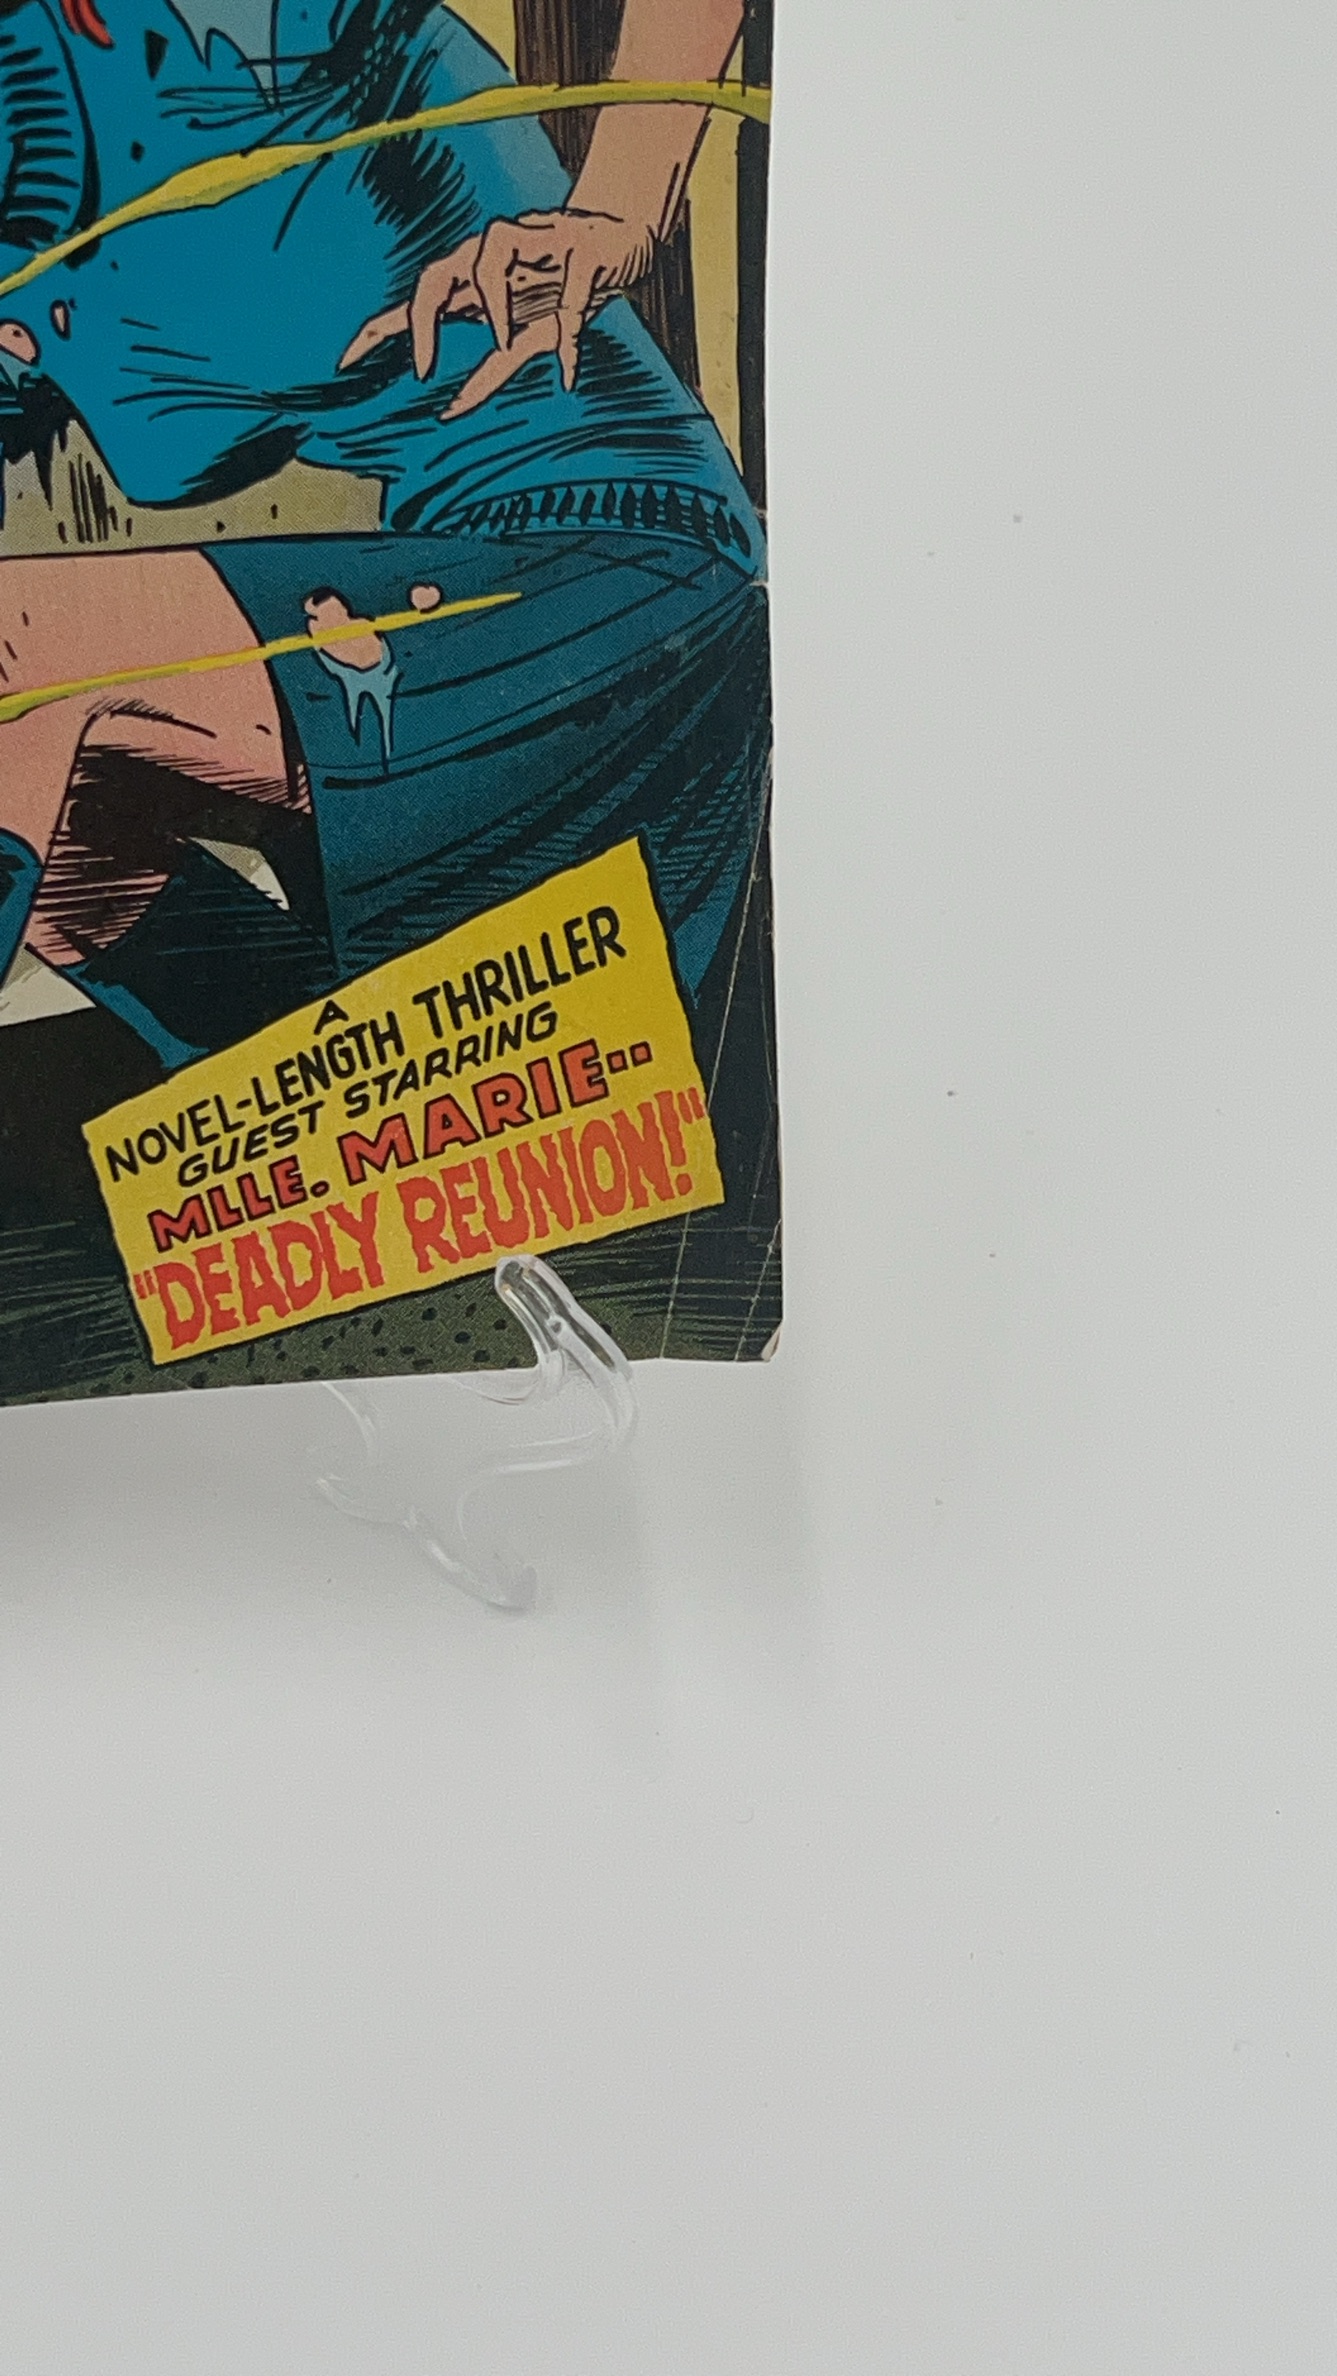 A
NOVEL-LENGTH THRILLER
GUEST STARRING
MLLE. MARIE..
"DEADLY REUNION!"